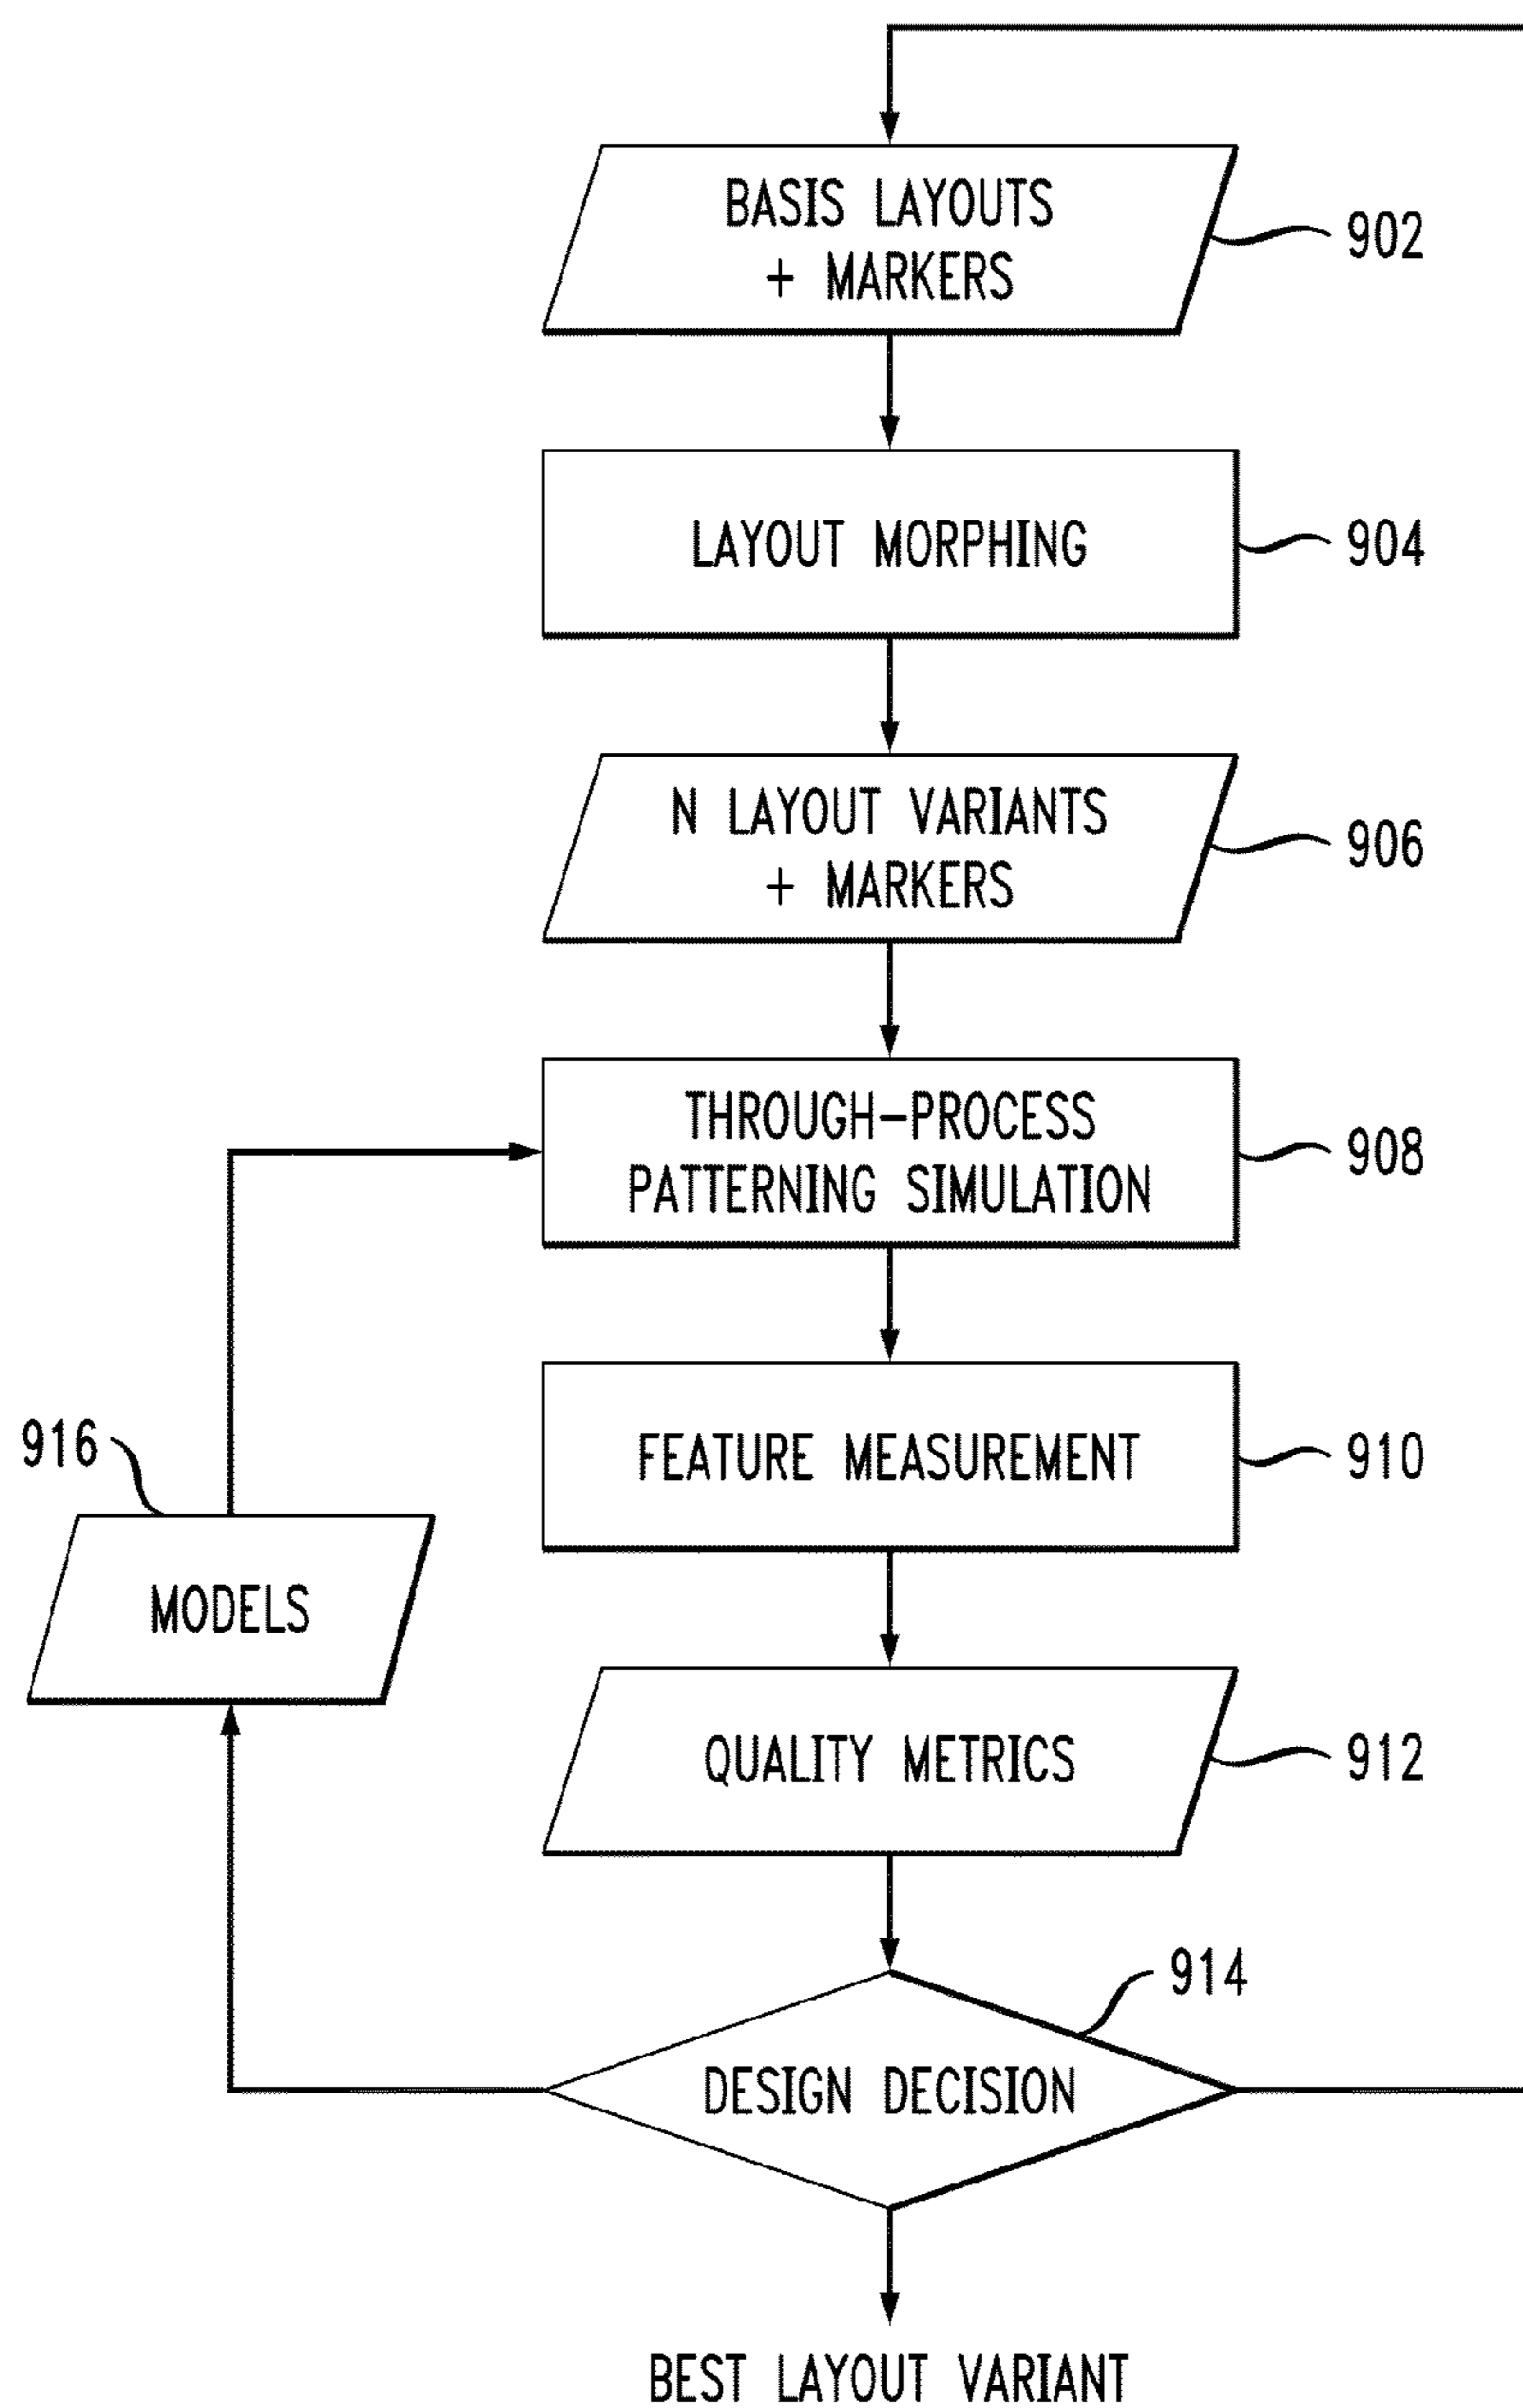 BASIS LAYOUTS
+ MARKERS
902
LAYOUT MORPHING
904
N LAYOUT VARIANTS
+ MARKERS
906
THROUGH-PROCESS
PATTERNING SIMULATION
908
FEATURE MEASUREMENT
910
916
MODELS
QUALITY METRICS
912
914
DESIGN DECISION
BEST LAYOUT VARIANT